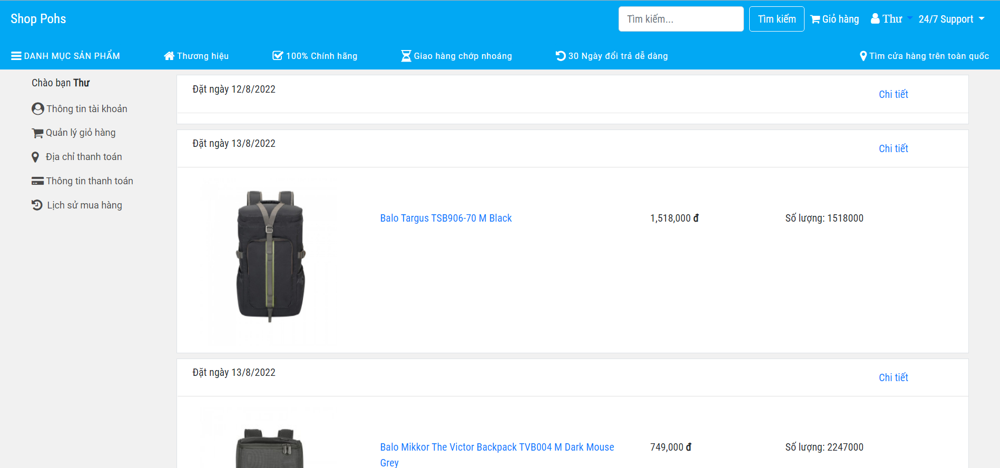 Shop Pohs
Tìm kiếm...
Tìm kiếm
Giỏ hàng
Thư
24/7 Support
DANH MỤC SẢN PHẨM
Thương hiệu
100% Chính hãng
Giao hàng chớp nhoáng
30 Ngày đổi trả dễ dàng
Tìm cửa hàng trên toàn quốc
Chào bạn Thư
Thông tin tài khoản
Quản lý giỏ hàng
Địa chỉ thanh toán
Thông tin thanh toán
Lịch sử mua hàng
Đặt ngày 12/8/2022
Chi tiết
Đặt ngày 13/8/2022
Chi tiết
Balo Targus TSB906-70 M Black
1,518,000 đ
Số lượng: 1518000
Đặt ngày 13/8/2022
Chi tiết
Balo Mikkor The Victor Backpack TVB004 M Dark Mouse
Grey
749,000 đ
Số lượng: 2247000